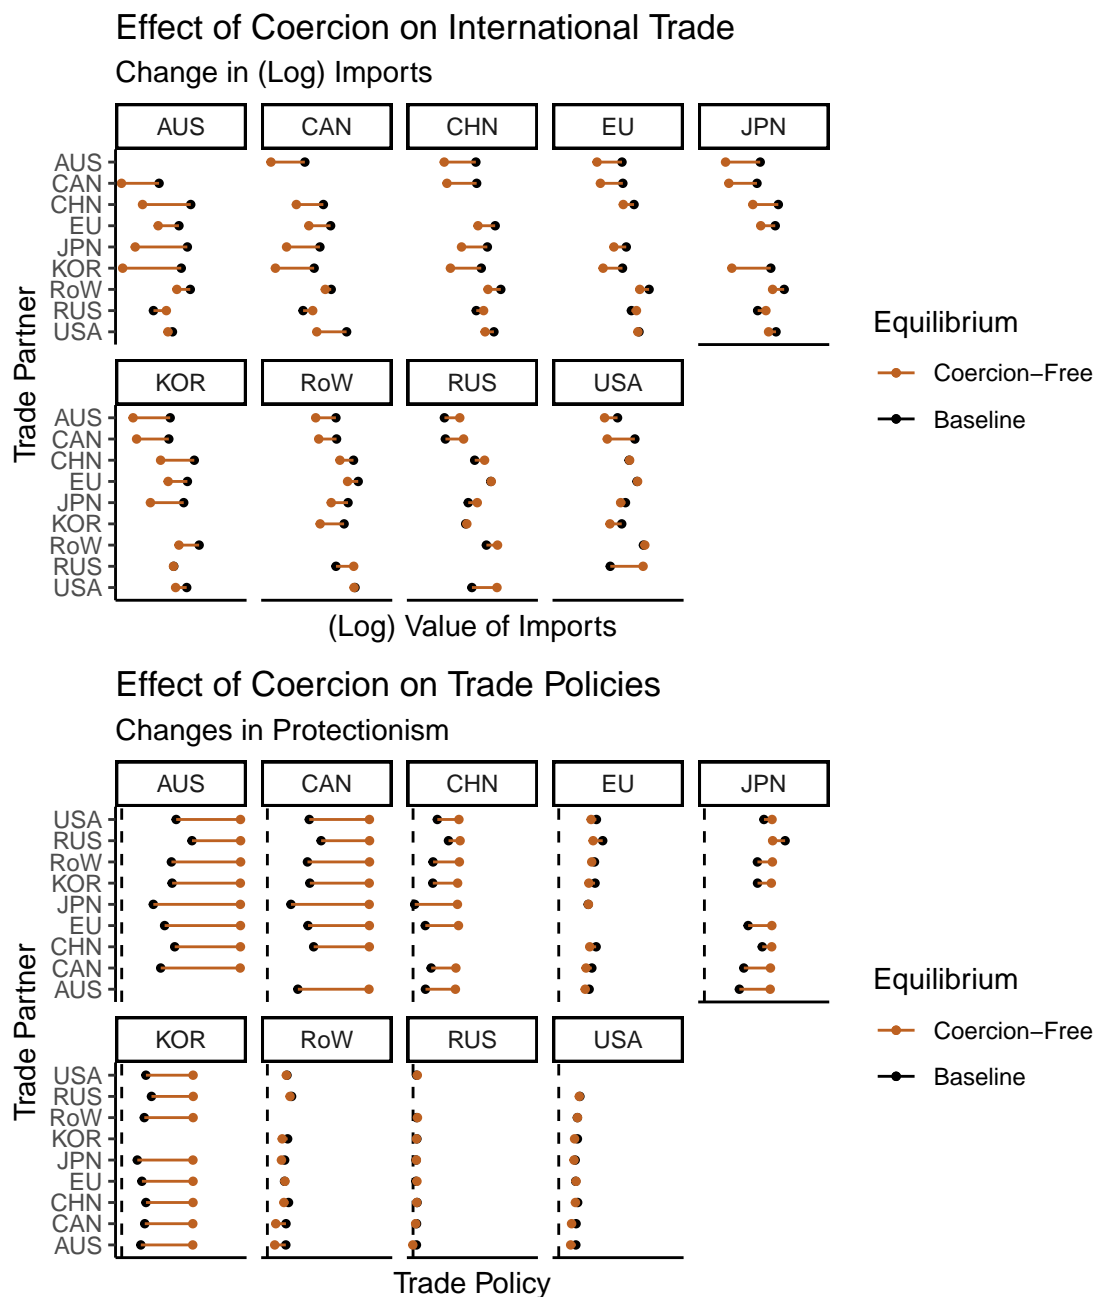 Effect of Coercion on International Trade
Change in (Log) Imports
AUS CAN CHN EU JPN
AUS
CAN
CHN
EU
JPN
KOR
RoW
RUS
USA
KOR RoW RUS USA
AUS
CAN
CHN
EU
JPN
KOR
RoW
RUS
USA
Trade Partner
(Log) Value of Imports
Equilibrium
Coercion−Free
Baseline
Effect of Coercion on Trade Policies
Changes in Protectionism
AUS CAN CHN EU JPN
USA
RUS
RoW
KOR
JPN
EU
CHN
CAN
AUS
KOR RoW RUS USA
USA
RUS
RoW
KOR
JPN
EU
CHN
CAN
AUS
Trade Partner
Trade Policy
Equilibrium
Coercion−Free
Baseline